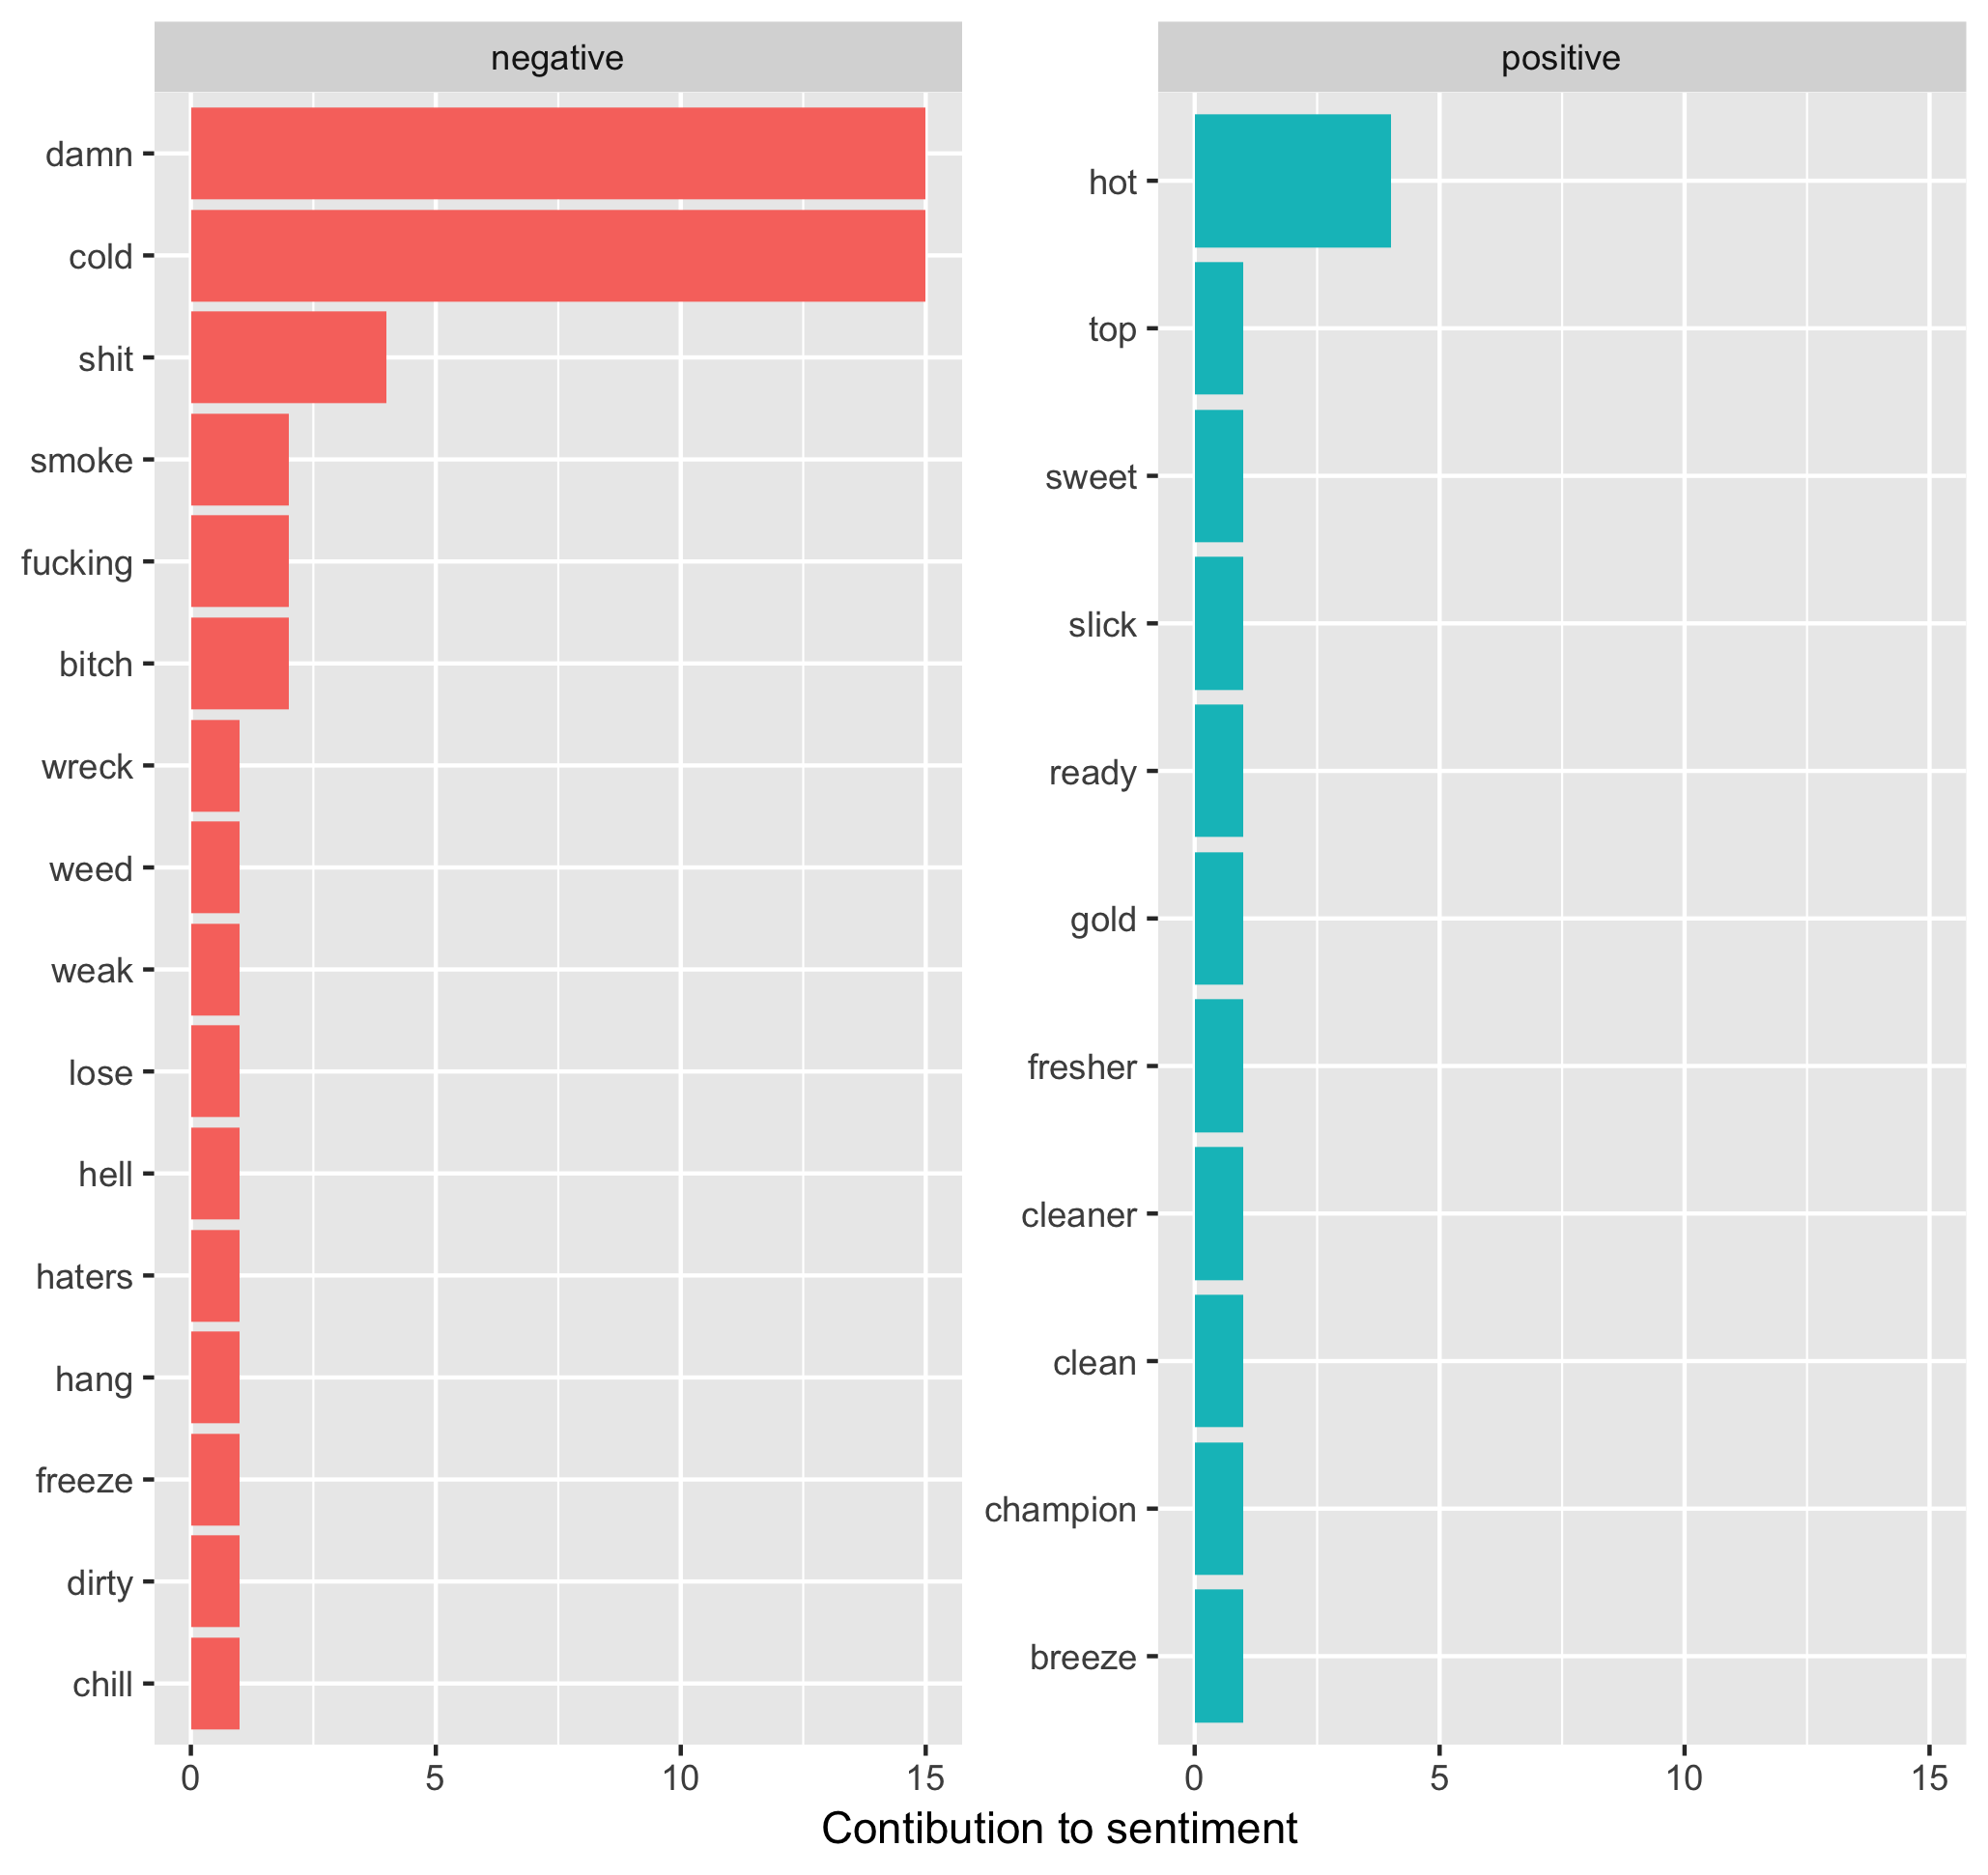 negative
damn
cold
shit
smoke
fucking
bitch
wreck
weed
weak
lose
hell
haters
hang
freeze
dirty
chill
0 5 10 15
positive
hot
top
sweet
slick
ready
gold
fresher
cleaner
clean
champion
breeze
0 5 10 15
Contibution to sentiment